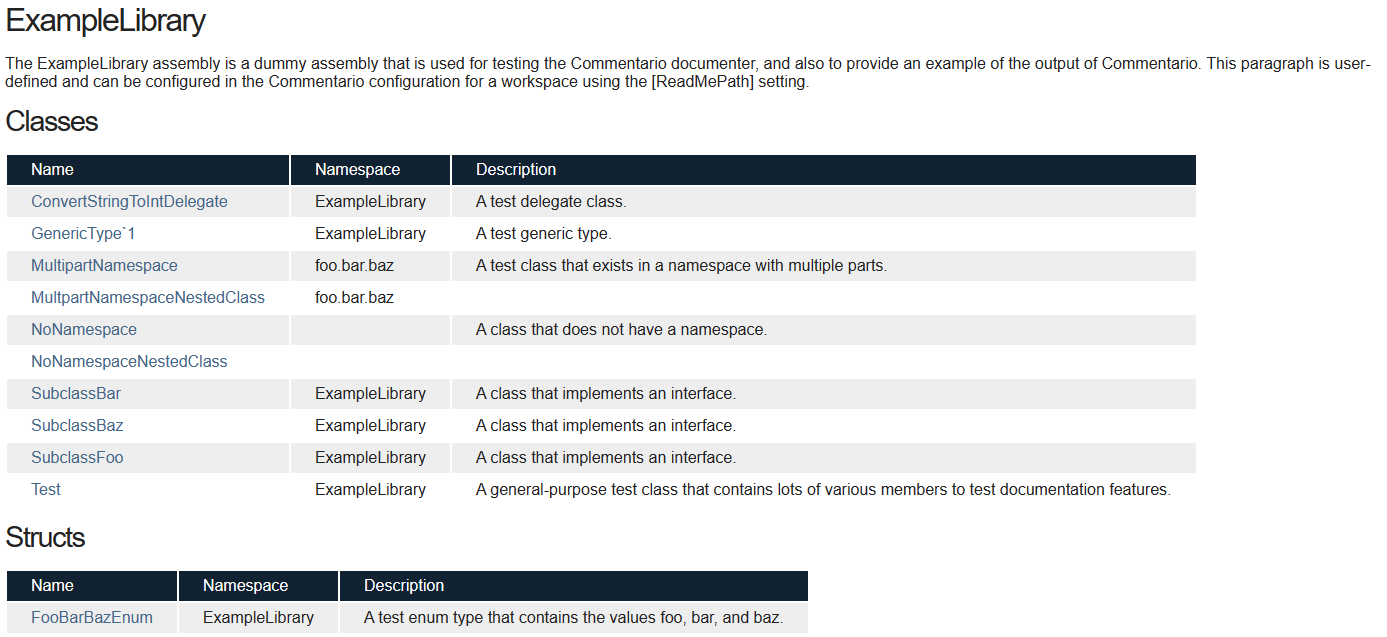 ExampleLibrary
The ExampleLibrary assembly is a dummy assembly that is used for testing the Commentario documenter, and also to provide an example of the output of Commentario. This paragraph is user-
defined and can be configured in the Commentario configuration for a workspace using the [ReadMePath] setting.
Classes
Name Namespace Description
ConvertStringToIntDelegate ExampleLibrary A test delegate class.
GenericType`1 ExampleLibrary A test generic type.
MultipartNamespace foo.bar.baz A test class that exists in a namespace with multiple parts.
MultpartNamespaceNestedClass foo.bar.baz
NoNamespace A class that does not have a namespace.
NoNamespaceNestedClass
SubclassBar ExampleLibrary A class that implements an interface.
SubclassBaz ExampleLibrary A class that implements an interface.
SubclassFoo ExampleLibrary A class that implements an interface.
Test ExampleLibrary A general-purpose test class that contains lots of various members to test documentation features.
Structs
Name Namespace Description
FooBarBazEnum ExampleLibrary A test enum type that contains the values foo, bar, and baz.